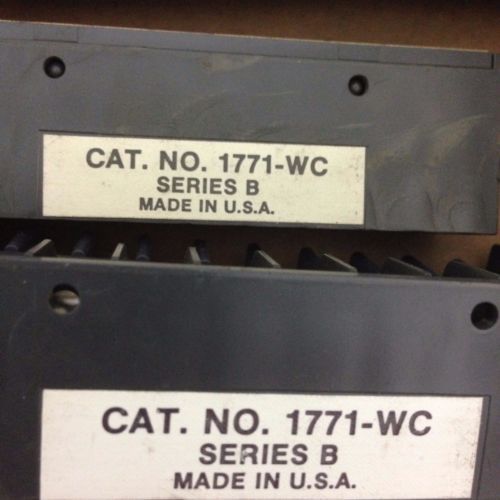 CAT. NO. 1771-WC
SERIES B
MADE IN U.S.A.
CAT. NO. 1771-WC
SERIES B
MADE IN U.S.A.